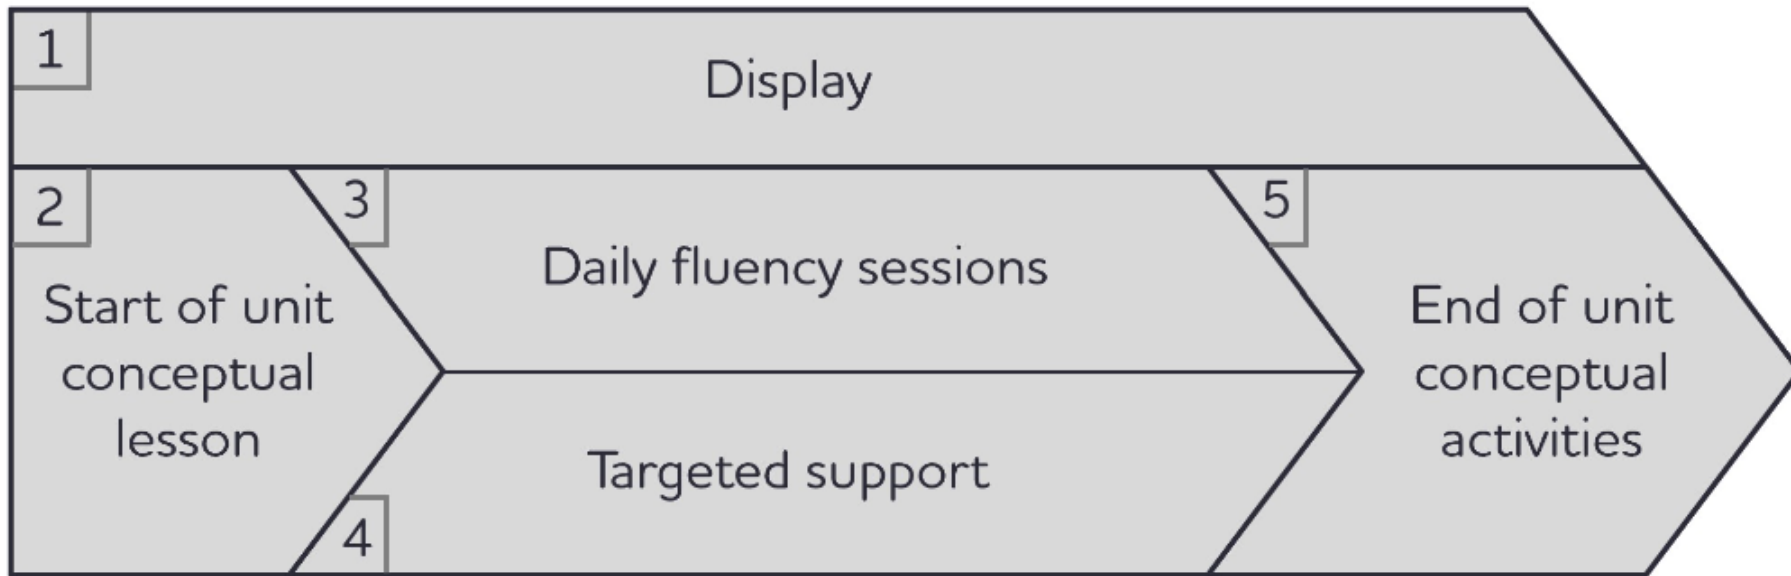 1
Display
2
Start of unit
conceptual
lesson
3
Daily fluency sessions
4
Targeted support
5
End of unit
conceptual
activities